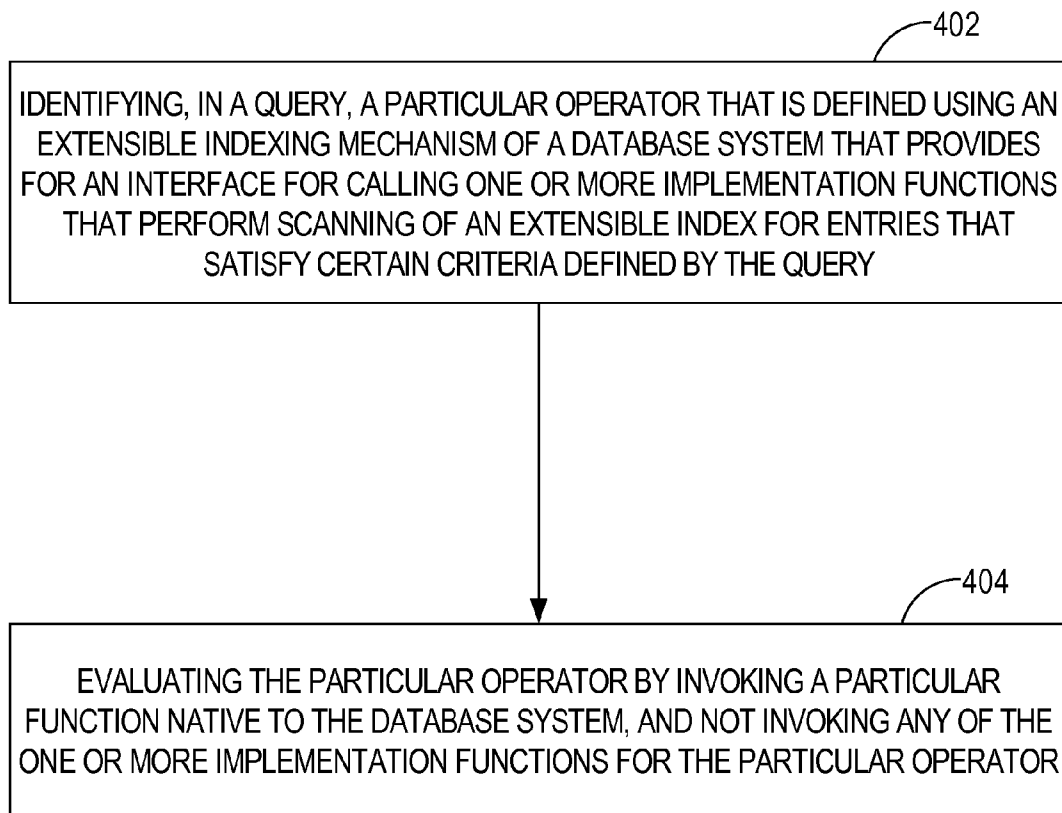 402
IDENTIFYING, IN A QUERY, A PARTICULAR OPERATOR THAT IS DEFINED USING AN
EXTENSIBLE INDEXING MECHANISM OF A DATABASE SYSTEM THAT PROVIDES
FOR AN INTERFACE FOR CALLING ONE OR MORE IMPLEMENTATION FUNCTIONS
THAT PERFORM SCANNING OF AN EXTENSIBLE INDEX FOR ENTRIES THAT
SATISFY CERTAIN CRITERIA DEFINED BY THE QUERY
404
EVALUATING THE PARTICULAR OPERATOR BY INVOKING A PARTICULAR
FUNCTION NATIVE TO THE DATABASE SYSTEM, AND NOT INVOKING ANY OF THE
ONE OR MORE IMPLEMENTATION FUNCTIONS FOR THE PARTICULAR OPERATOR